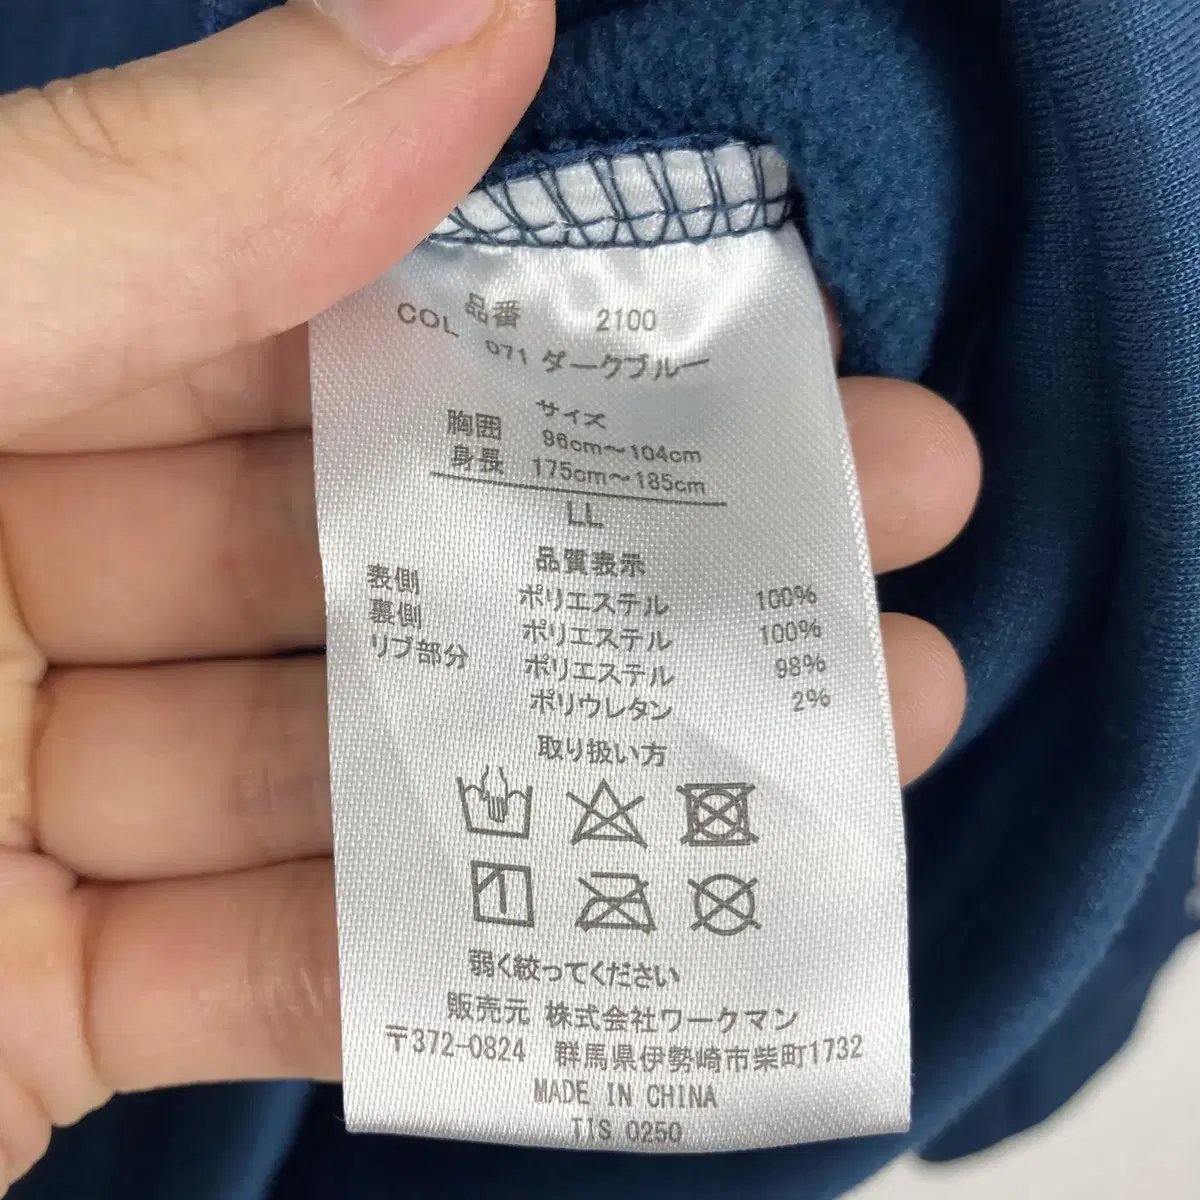 品番 2100
COL 071 ダークブルー
サイズ
胸囲 96cm～104cm
身長 175cm～185cm
LL
品質表示
表側 ポリエステル 100%
裏側 ポリエステル 100%
リブ部分 ポリエステル 98%
ポリウレタン 2%
取り扱い方
弱く絞ってください
販売元 株式会社ワークマン
〒372-0824 群馬県伊勢崎市柴町1732
MADE IN CHINA
TIS 0250